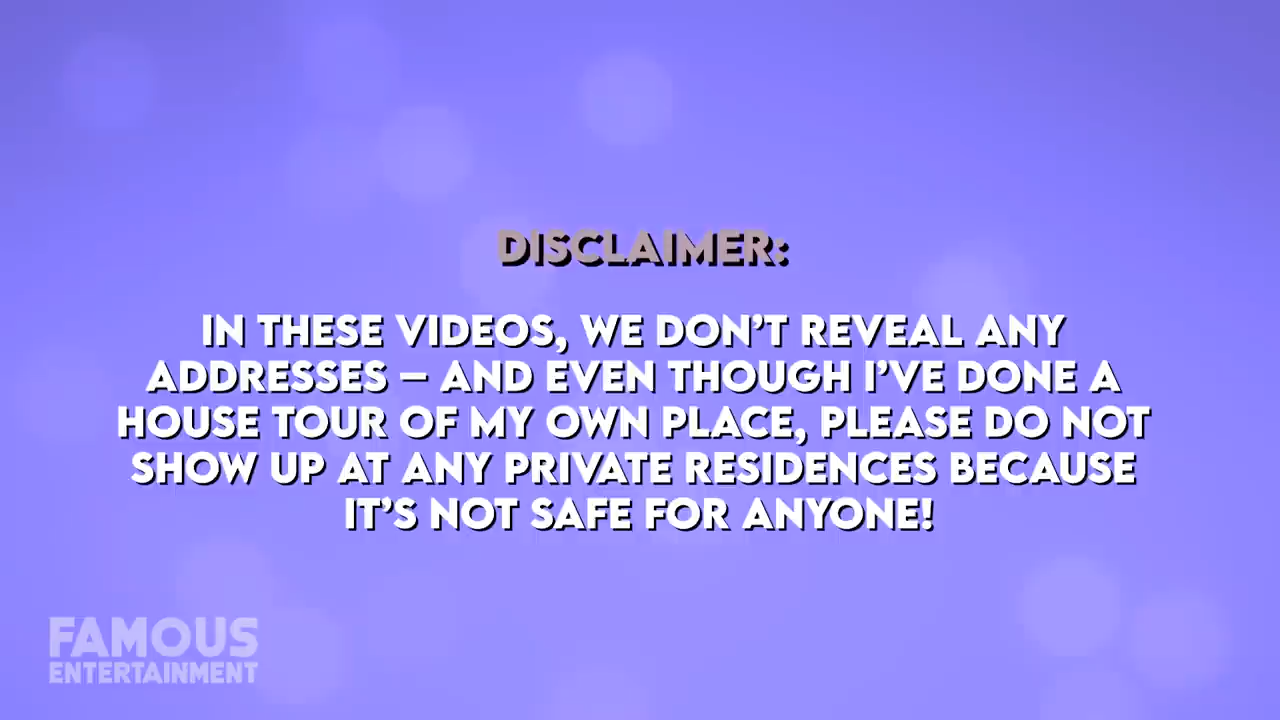 DISCLAIMER:
IN THESE VIDEOS, WE DON'T REVEAL ANY
ADDRESSES – AND EVEN THOUGH I'VE DONE A
HOUSE TOUR OF MY OWN PLACE, PLEASE DO NOT
SHOW UP AT ANY PRIVATE RESIDENCES BECAUSE
IT'S NOT SAFE FOR ANYONE!
FAMOUS
ENTERTAINMENT